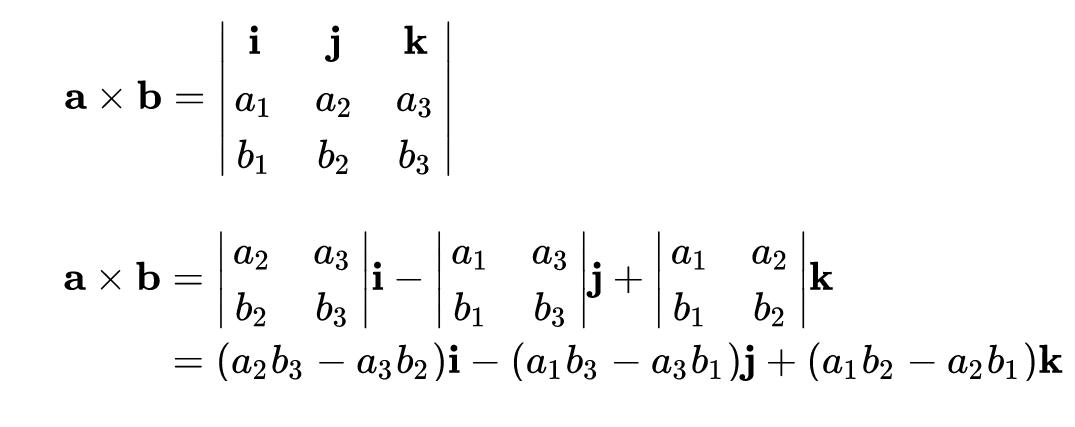 i j k
a × b = | a₁ a₂ a₃ |
b₁ b₂ b₃
a × b = | a₂ a₃ | i − | a₁ a₃ | j + | a₁ a₂ | k
b₂ b₃ b₁ b₃ b₁ b₂
= (a₂b₃ − a₃b₂)i − (a₁b₃ − a₃b₁)j + (a₁b₂ − a₂b₁)k